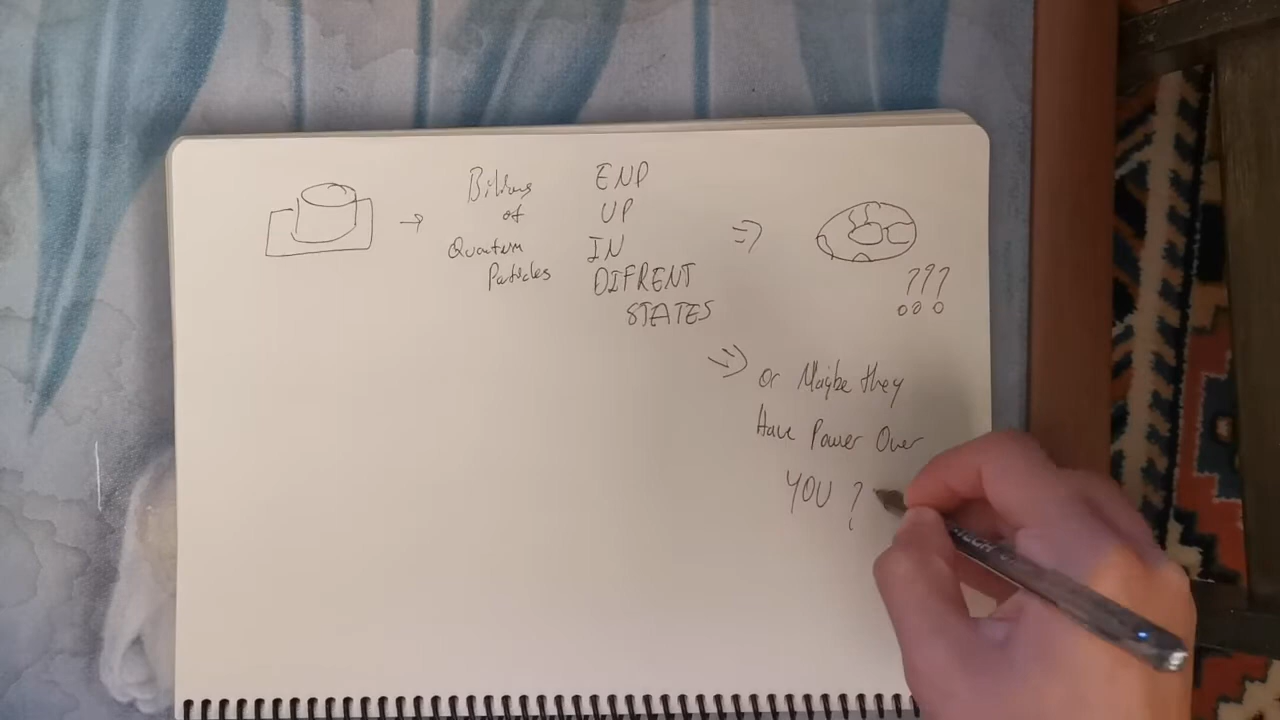 Billions
of
Quantum
Particles
END
UP
IN
DIFRENT
STATES
???
or Maybe they
Have Power Over
YOU ?